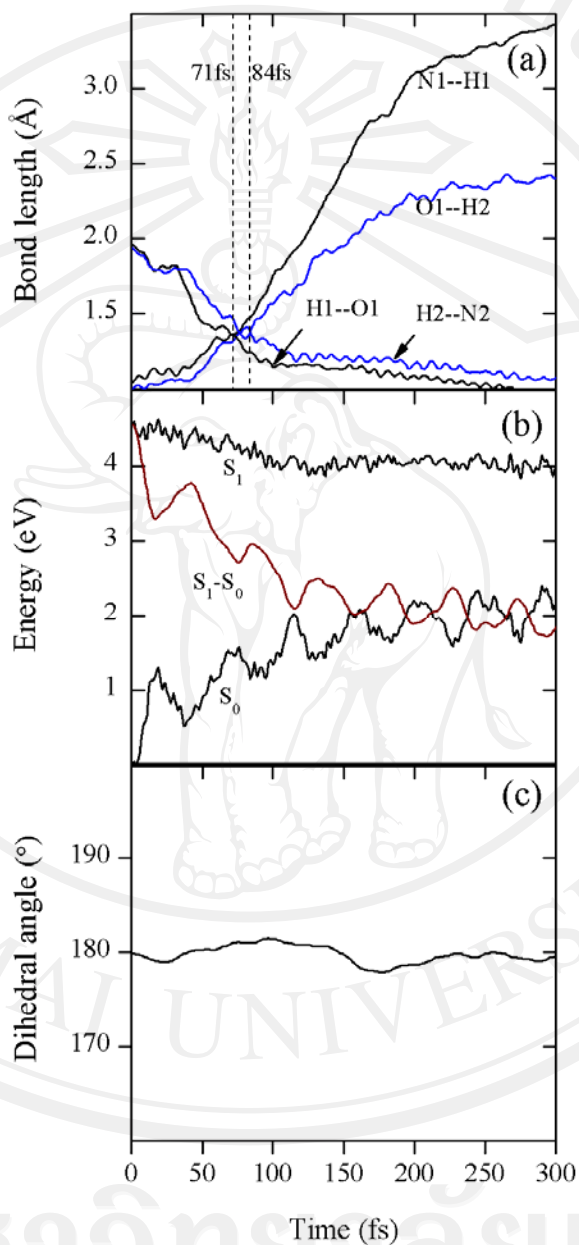 (a)
71fs
84fs
N1--H1
O1--H2
H1--O1
H2--N2
Bond length (Å)
3.0
2.5
2.0
1.5
(b)
S₁
S₁-S₀
S₀
Energy (eV)
4
3
2
1
(c)
Dihedral angle (°)
190
180
170
0 50 100 150 200 250 300
Time (fs)